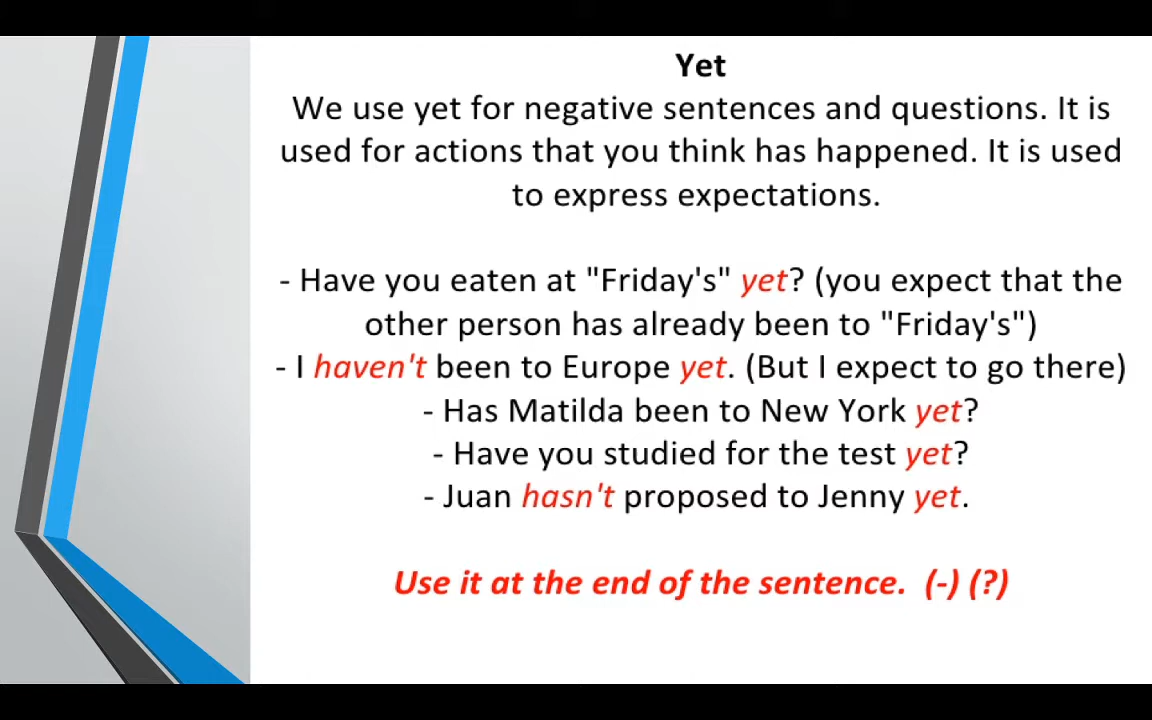 Yet
We use yet for negative sentences and questions. It is
used for actions that you think has happened. It is used
to express expectations.
- Have you eaten at "Friday's" yet? (you expect that the
other person has already been to "Friday's")
- I haven't been to Europe yet. (But I expect to go there)
- Has Matilda been to New York yet?
- Have you studied for the test yet?
- Juan hasn't proposed to Jenny yet.
Use it at the end of the sentence. (-) (?)